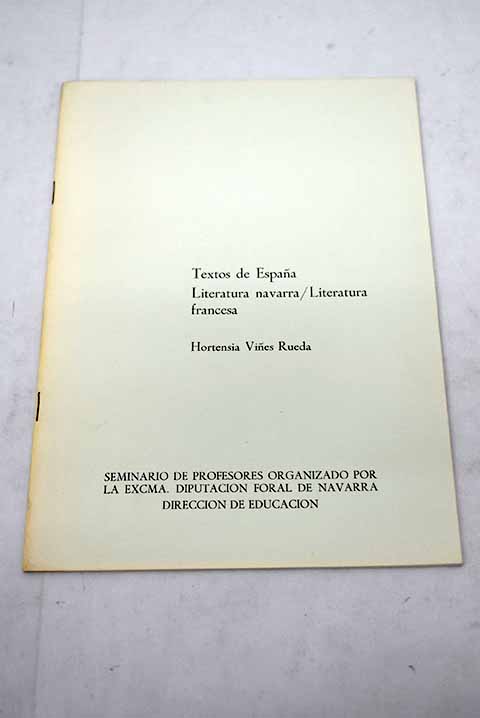 Textos de España
Literatura navarra/Literatura
francesa
Hortensia Viñes Rueda
SEMINARIO DE PROFESORES ORGANIZADO POR
LA EXCMA. DIPUTACION FORAL DE NAVARRA
DIRECCION DE EDUCACION